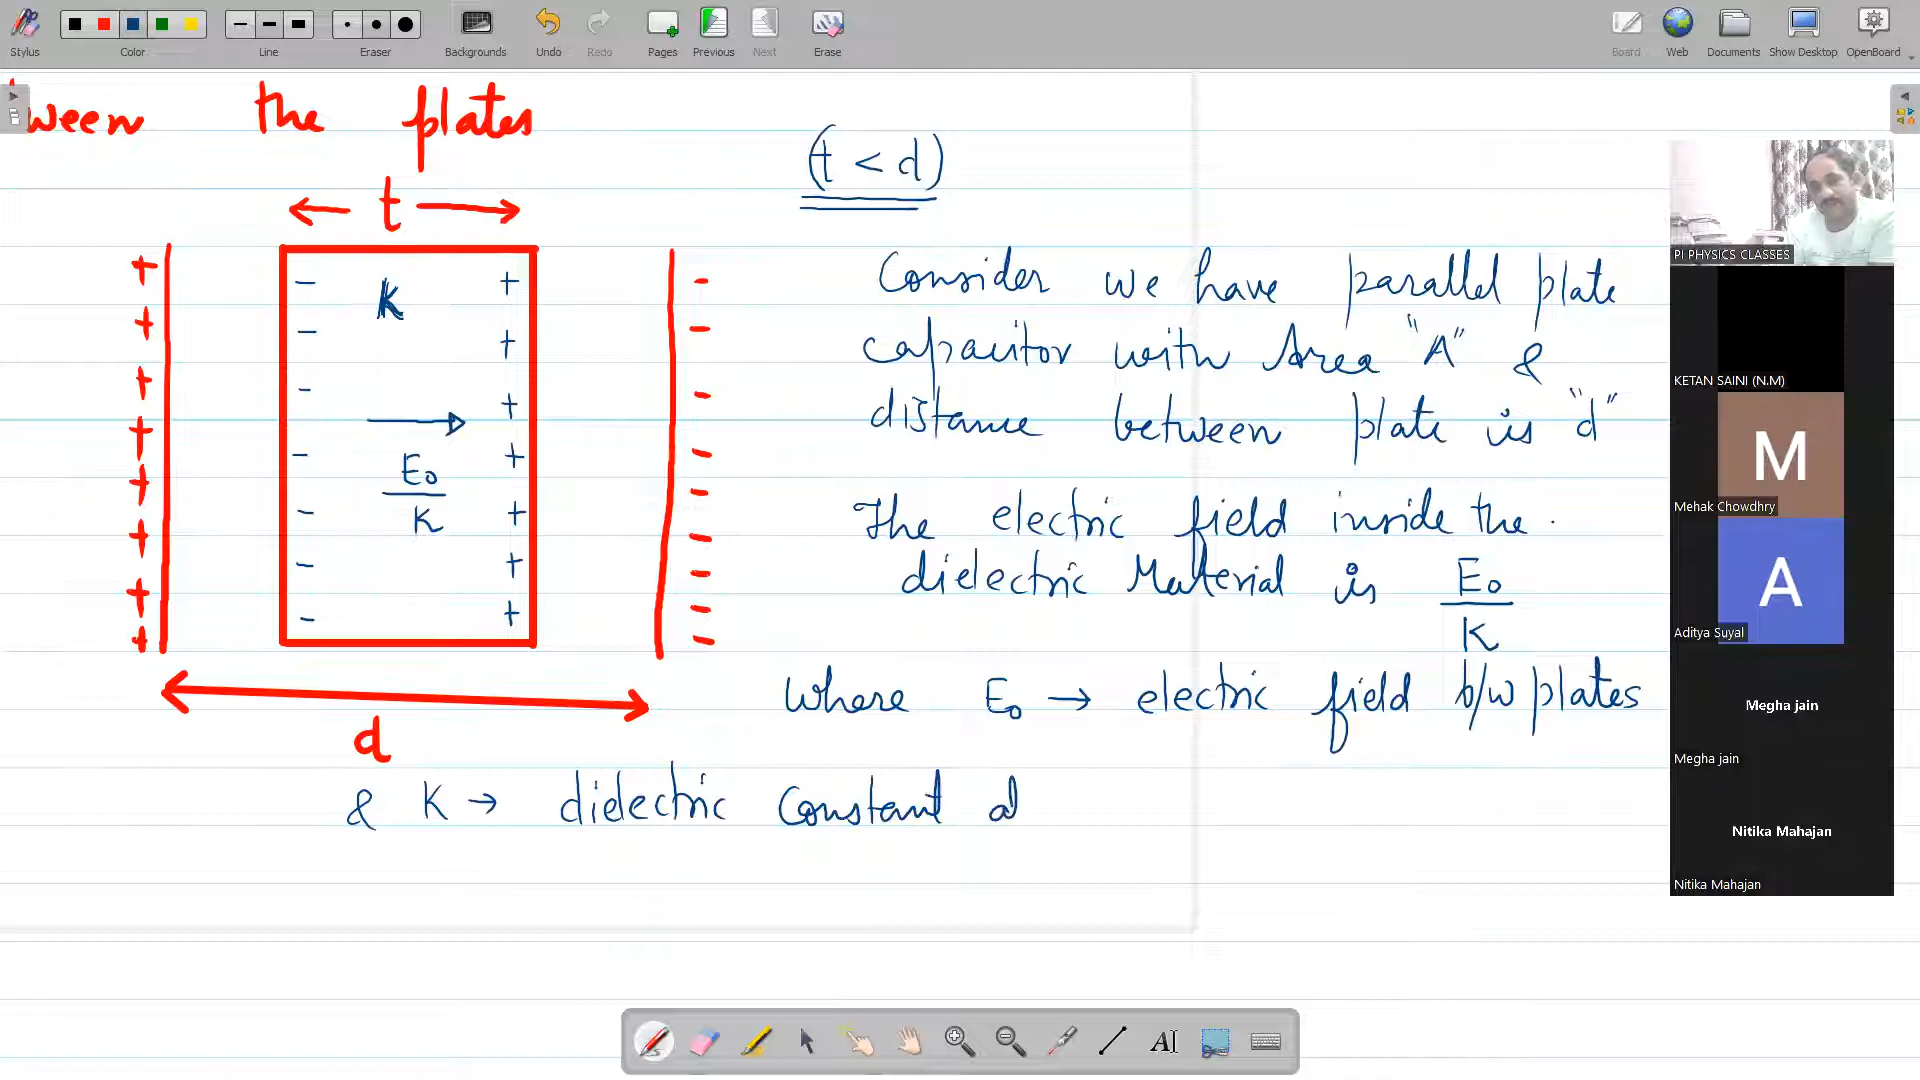 Stylus
Color
Line
Eraser
Backgrounds
Undo
Redo
Pages
Previous
Next
Erase
Board
Web
Documents
Show Desktop
OpenBoard
ween the plates
(t < d)
t
+ - K + -
E₀
K
d
Consider we have parallel plate
capacitor with Area "A" &
distance between plate is "d"
The electric field inside the
dielectric Material is E₀
K
Where E₀ → electric field b/w plates
& K → dielectric Constant
PI PHYSICS CLASSES
KETAN SAINI (N.M)
M
Mehak Chowdhry
A
Aditya Suyal
Megha jain
Megha jain
Nitika Mahajan
Nitika Mahajan
AI